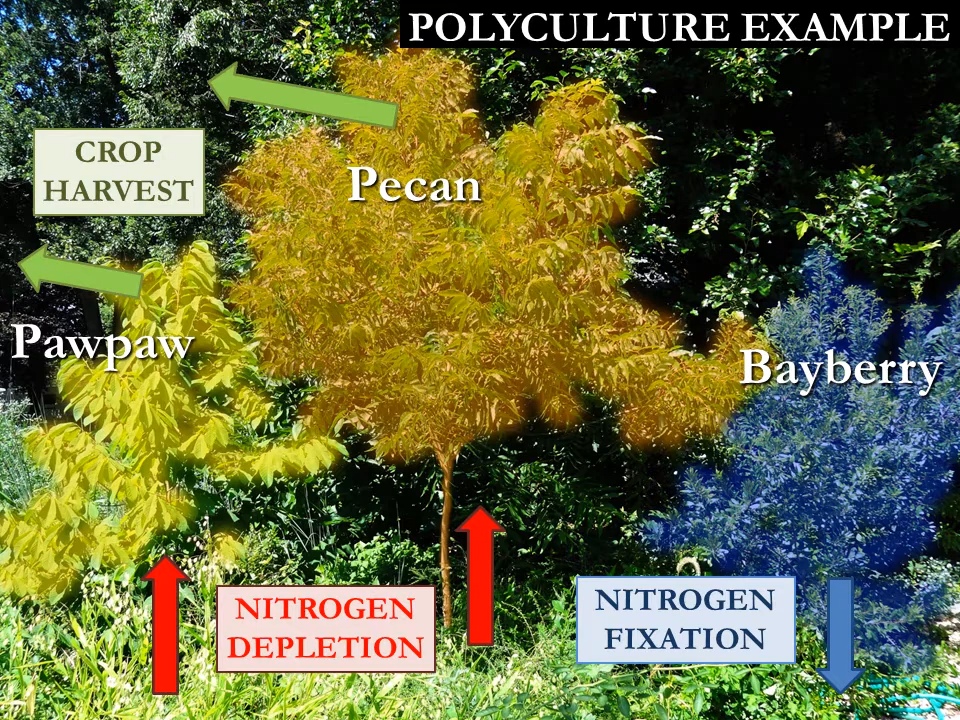 POLYCULTURE EXAMPLE
CROP
HARVEST
Pecan
Pawpaw
Bayberry
NITROGEN
DEPLETION
NITROGEN
FIXATION